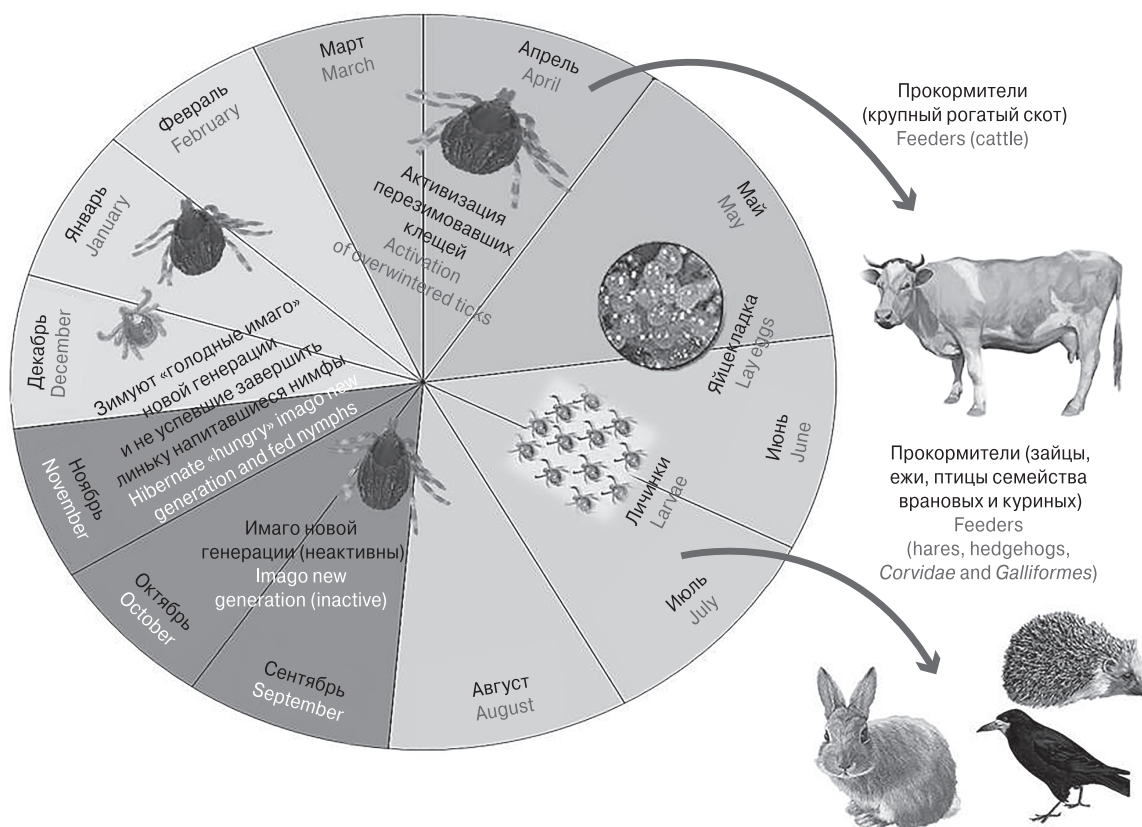 Март
March
Апрель
April
Февраль
February
Январь
January
Декабрь
December
Ноябрь
November
Октябрь
October
Сентябрь
September
Август
August
Июль
July
Июнь
June
Май
May
Активизация
перезимовавших
клещей
Activation
of overwintered ticks
Яйцекладка
Lay eggs
Личинки
Larvae
Зимуют «голодные имаго»
новой генерации
и не успевшие завершить
линьку напитавшиеся нимфы
Hibernate «hungry» imago new
generation and fed nymphs
Имаго новой
генерации (неактивны)
Imago new
generation (inactive)
Прокормители
(крупный рогатый скот)
Feeders (cattle)
Прокормители (зайцы,
ежи, птицы семейства
врановых и куриных)
Feeders
(hares, hedgehogs,
Corvidae and Galliformes)